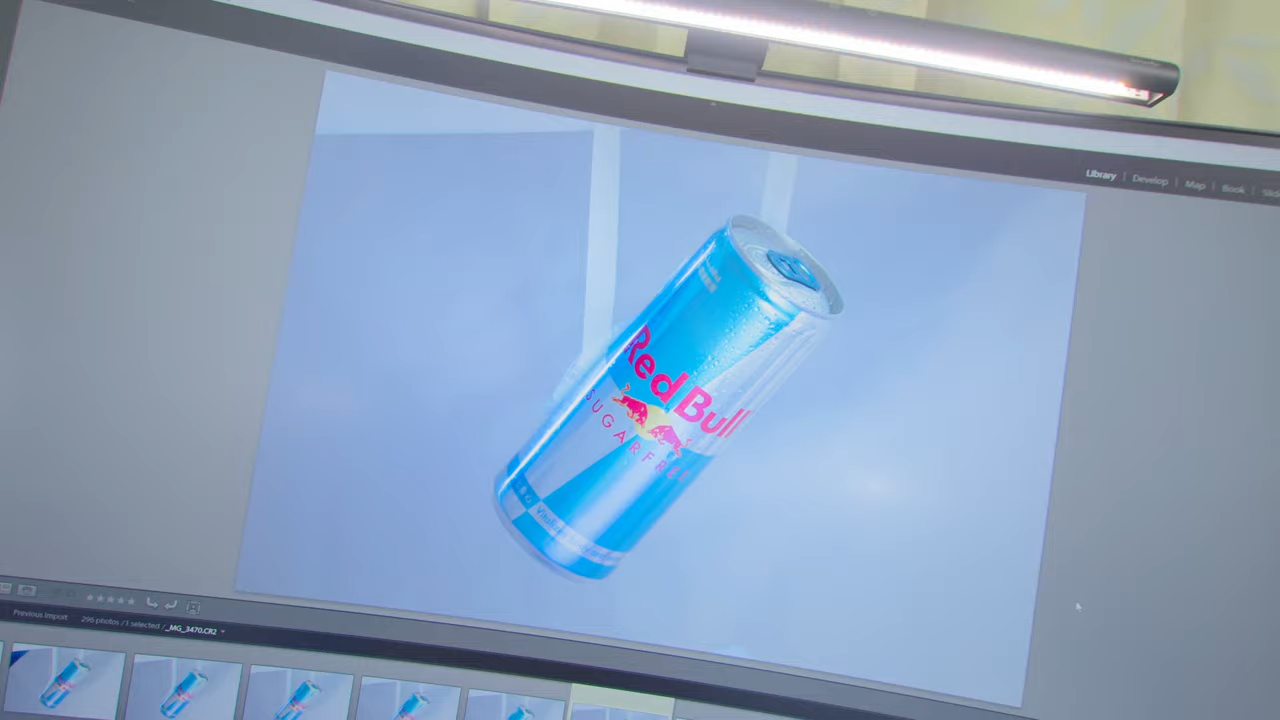 Library | Develop | Map | Book |
Red Bull
SUGARFREE
Previous Import 296 photos / 1 selected / _MG_3470.CR2